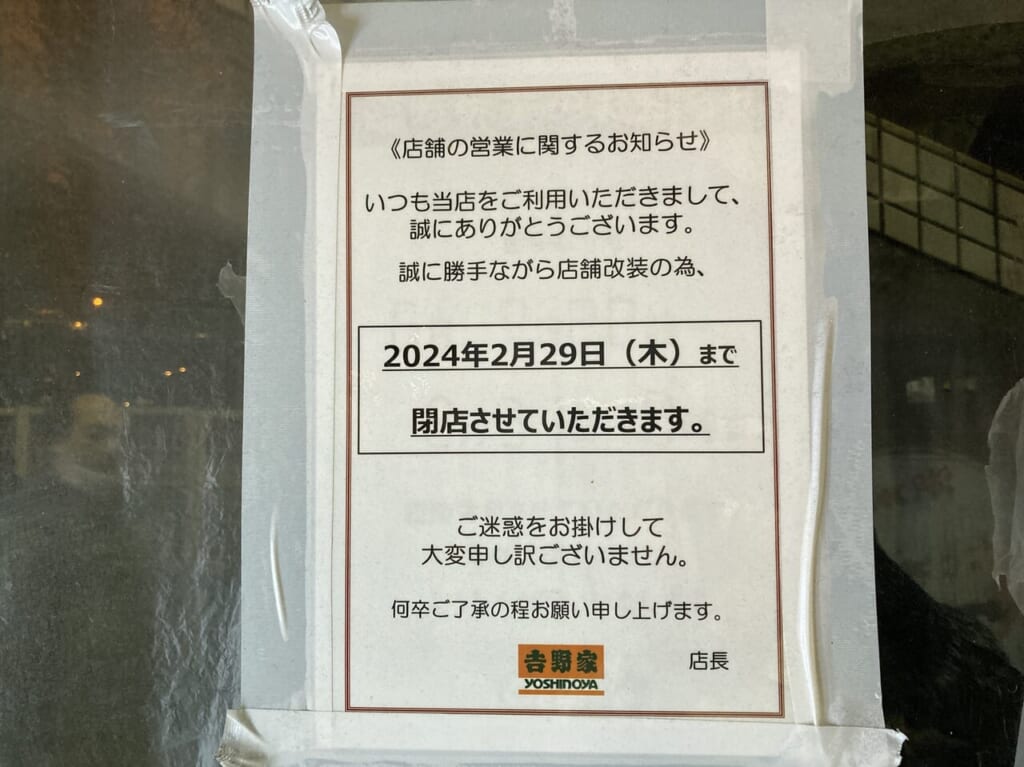 《店舗の営業に関するお知らせ》
いつも当店をご利用いただきまして、
誠にありがとうございます。
誠に勝手ながら店舗改装の為、
2024年2月29日（木）まで
閉店させていただきます。
ご迷惑をお掛けして
大変申し訳ございません。
何卒ご了承の程お願い申し上げます。
吉野家
YOSHINOYA
店長